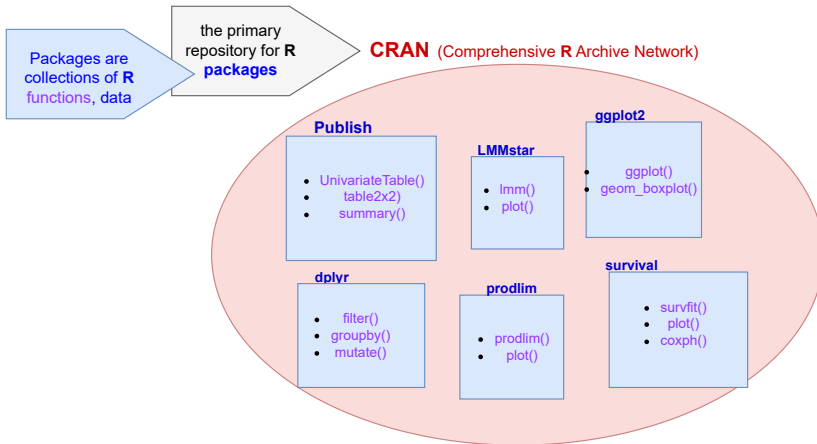 Packages are
collections of R
functions, data
the primary
repository for R
packages
CRAN (Comprehensive R Archive Network)
Publish
UnivariateTable()
table2x2)
summary()
LMMstar
lmm()
plot()
ggplot2
ggplot()
geom_boxplot()
dplyr
filter()
groupby()
mutate()
prodlim
prodlim()
plot()
survival
survfit()
plot()
coxph()